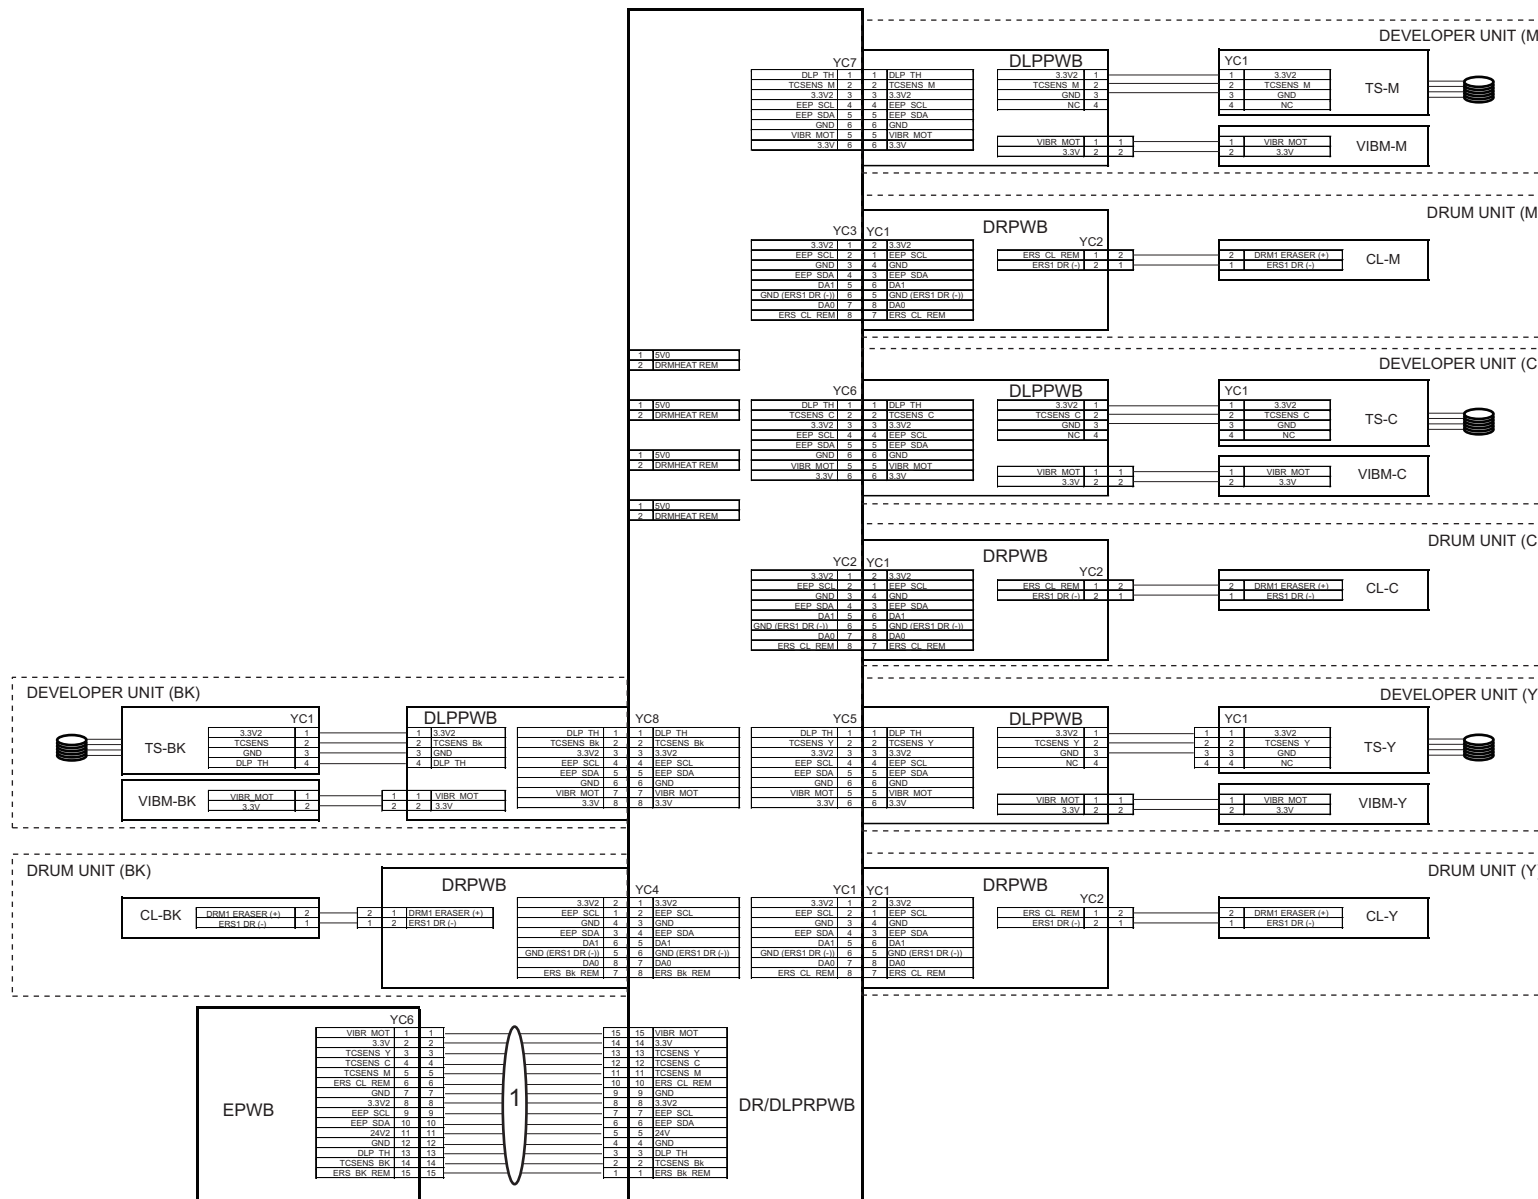 DEVELOPER UNIT (M
YC7
DLP TH 1 1 DLP TH
TCSENS M 2 2 TCSENS M
3.3V2 3 3 3.3V2
EEP SCL 4 4 EEP SCL
EEP SDA 5 5 EEP SDA
GND 6 6 GND
VIBR MOT 5 5 VIBR MOT
3.3V 6 6 3.3V
DLPPWB
3.3V2 1
TCSENS M 2
GND 3
NC 4
VIBR MOT 1 1
3.3V 2 2
YC1
1 3.3V2
2 TCSENS M
3 GND
4 NC
TS-M
1 VIBR MOT
2 3.3V
VIBM-M
DRUM UNIT (M
YC3 YC1
3.3V2 1 2 3.3V2
EEP SCL 2 1 EEP SCL
GND 3 4 GND
EEP SDA 4 3 EEP SDA
DA1 5 6 DA1
GND (ERS1 DR (-)) 6 5 GND (ERS1 DR (-))
DA0 7 8 DA0
ERS CL REM 8 7 ERS CL REM
DRPWB
YC2
ERS CL REM 1 2
ERS1 DR (-) 2 1
2 DRM1 ERASER (+)
1 ERS1 DR (-)
CL-M
1 5V0
2 DRMHEAT REM
1 5V0
2 DRMHEAT REM
1 5V0
2 DRMHEAT REM
1 5V0
2 DRMHEAT REM
DEVELOPER UNIT (C
YC6
DLP TH 1 1 DLP TH
TCSENS C 2 2 TCSENS C
3.3V2 3 3 3.3V2
EEP SCL 4 4 EEP SCL
EEP SDA 5 5 EEP SDA
GND 6 6 GND
VIBR MOT 5 5 VIBR MOT
3.3V 6 6 3.3V
DLPPWB
3.3V2 1
TCSENS C 2
GND 3
NC 4
VIBR MOT 1 1
3.3V 2 2
YC1
1 3.3V2
2 TCSENS C
3 GND
4 NC
TS-C
1 VIBR MOT
2 3.3V
VIBM-C
DRUM UNIT (C
YC2 YC1
3.3V2 1 2 3.3V2
EEP SCL 2 1 EEP SCL
GND 3 4 GND
EEP SDA 4 3 EEP SDA
DA1 5 6 DA1
GND (ERS1 DR (-)) 6 5 GND (ERS1 DR (-))
DA0 7 8 DA0
ERS CL REM 8 7 ERS CL REM
DRPWB
YC2
ERS CL REM 1 2
ERS1 DR (-) 2 1
2 DRM1 ERASER (+)
1 ERS1 DR (-)
CL-C
DEVELOPER UNIT (BK)
TS-BK
YC1
3.3V2 1
TCSENS 2
GND 3
DLP TH 4
VIBM-BK
VIBR MOT 1
3.3V 2
DLPPWB
1 3.3V2
2 TCSENS Bk
3 GND
4 DLP TH
1 1 VIBR MOT
2 2 3.3V
YC8
DLP TH 1 1 DLP TH
TCSENS Bk 2 2 TCSENS Bk
3.3V2 3 3 3.3V2
EEP SCL 4 4 EEP SCL
EEP SDA 5 5 EEP SDA
GND 6 6 GND
VIBR MOT 7 7 VIBR MOT
3.3V 8 8 3.3V
DEVELOPER UNIT (Y
YC5
DLP TH 1 1 DLP TH
TCSENS Y 2 2 TCSENS Y
3.3V2 3 3 3.3V2
EEP SCL 4 4 EEP SCL
EEP SDA 5 5 EEP SDA
GND 6 6 GND
VIBR MOT 5 5 VIBR MOT
3.3V 6 6 3.3V
DLPPWB
3.3V2 1
TCSENS Y 2
GND 3
NC 4
VIBR MOT 1 1
3.3V 2 2
YC1
1 1 3.3V2
2 2 TCSENS Y
3 3 GND
4 4 NC
TS-Y
1 VIBR MOT
2 3.3V
VIBM-Y
DRUM UNIT (BK)
CL-BK
DRM1 ERASER (+) 2
ERS1 DR (-) 1
DRPWB
2 1 DRM1 ERASER (+)
1 2 ERS1 DR (-)
YC4
3.3V2 2 1 3.3V2
EEP SCL 1 2 EEP SCL
GND 4 3 GND
EEP SDA 3 4 EEP SDA
DA1 6 5 DA1
GND (ERS1 DR (-)) 5 6 GND (ERS1 DR (-))
DA0 8 7 DA0
ERS Bk REM 7 8 ERS Bk REM
DRUM UNIT (Y
YC1 YC1
3.3V2 1 2 3.3V2
EEP SCL 2 1 EEP SCL
GND 3 4 GND
EEP SDA 4 3 EEP SDA
DA1 5 6 DA1
GND (ERS1 DR (-)) 6 5 GND (ERS1 DR (-))
DA0 7 8 DA0
ERS CL REM 8 7 ERS CL REM
DRPWB
YC2
ERS CL REM 1 2
ERS1 DR (-) 2 1
2 DRM1 ERASER (+)
1 ERS1 DR (-)
CL-Y
EPWB
YC6
VIBR MOT 1 1
3.3V 2 2
TCSENS Y 3 3
TCSENS C 4 4
TCSENS M 5 5
ERS CL REM 6 6
GND 7 7
3.3V2 8 8
EEP SCL 9 9
EEP SDA 10 10
24V2 11 11
GND 12 12
DLP TH 13 13
TCSENS BK 14 14
ERS BK REM 15 15
1
15 15 VIBR MOT
14 14 3.3V
13 13 TCSENS Y
12 12 TCSENS C
11 11 TCSENS M
10 10 ERS CL REM
9 9 GND
8 8 3.3V2
7 7 EEP SCL
6 6 EEP SDA
5 5 24V
4 4 GND
3 3 DLP TH
2 2 TCSENS Bk
1 1 ERS Bk REM
DR/DLPRPWB